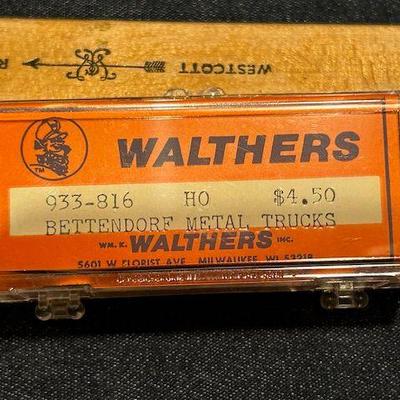 WESTCOTT R
WALTHERS
TM
933-816 HO $4.50
BETTENDORF METAL TRUCKS
WM. K. WALTHERS INC.
5601 W. FLORIST AVE. MILWAUKEE, WI 53218